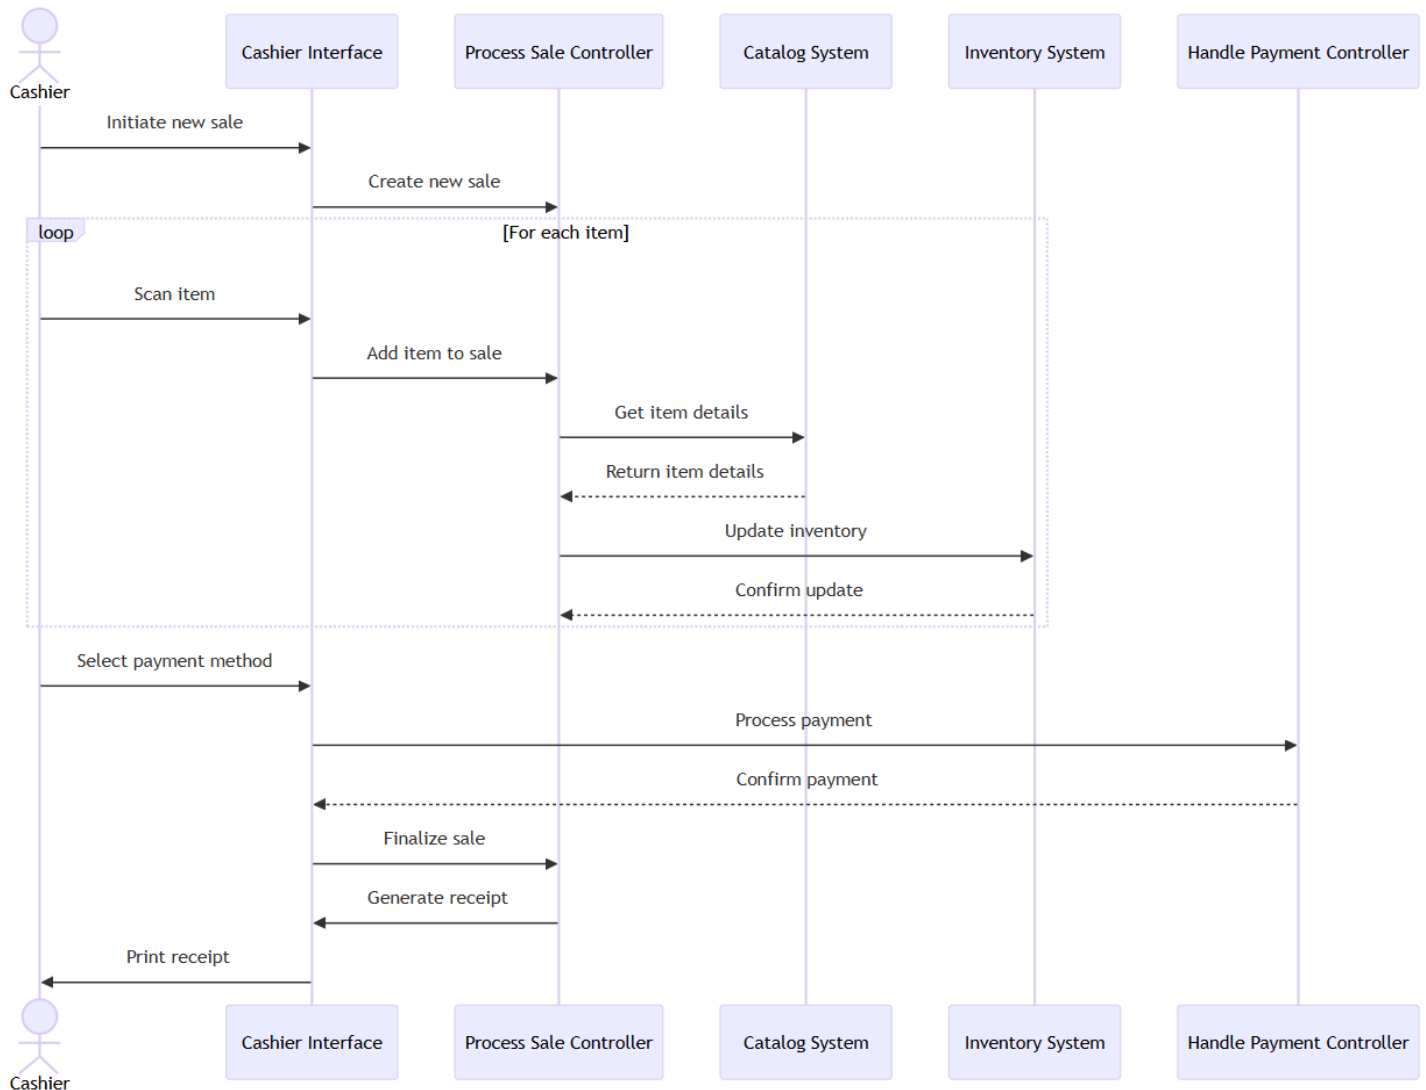 Cashier Interface
Process Sale Controller
Catalog System
Inventory System
Handle Payment Controller
Cashier
Initiate new sale
Create new sale
loop
[For each item]
Scan item
Add item to sale
Get item details
Return item details
Update inventory
Confirm update
Select payment method
Process payment
Confirm payment
Finalize sale
Generate receipt
Print receipt
Cashier Interface
Process Sale Controller
Catalog System
Inventory System
Handle Payment Controller
Cashier